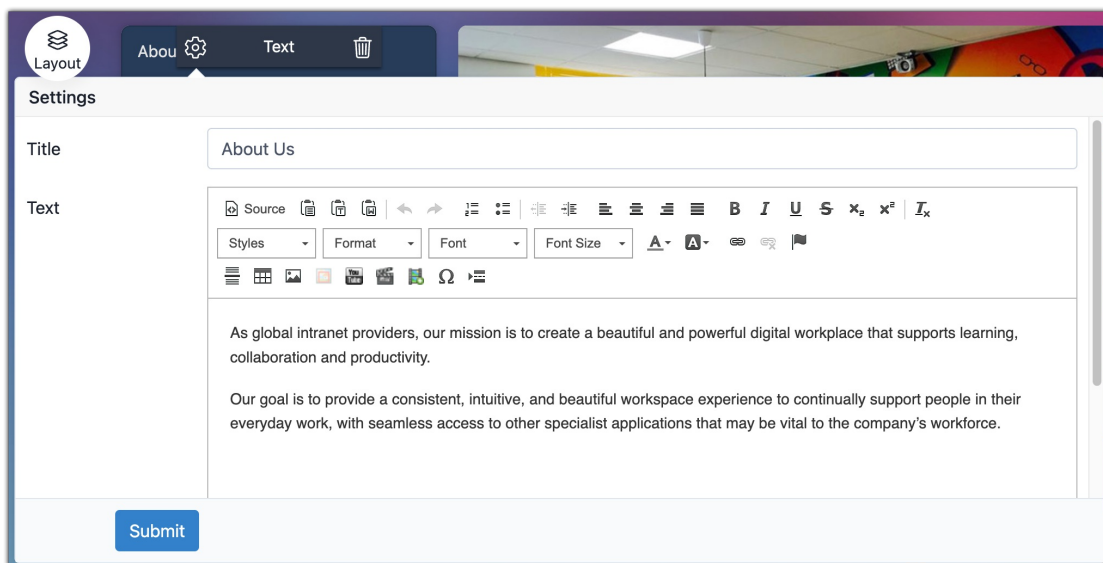 Layout
Abou
Text
Settings
Title
About Us
Text
Source
Styles
Format
Font
Font Size
A
A
You
Tube
As global intranet providers, our mission is to create a beautiful and powerful digital workplace that supports learning,
collaboration and productivity.
Our goal is to provide a consistent, intuitive, and beautiful workspace experience to continually support people in their
everyday work, with seamless access to other specialist applications that may be vital to the company’s workforce.
Submit